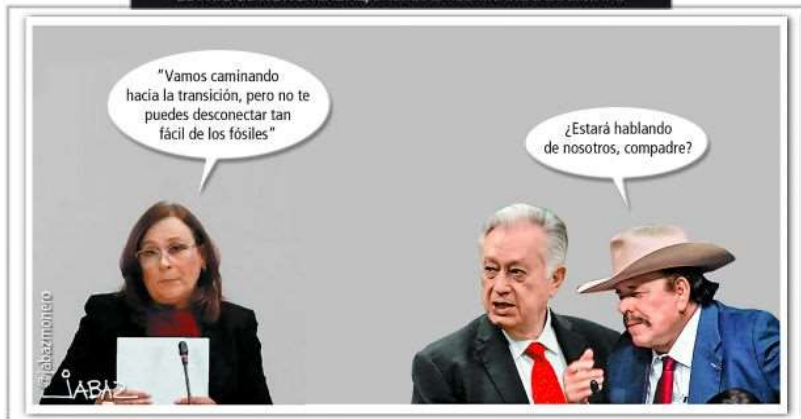 "Vamos caminando
hacia la transición, pero no te
puedes desconectar tan
fácil de los fósiles"
¿Estará hablando
de nosotros, compadre?
@jabazmonero
JABAZ